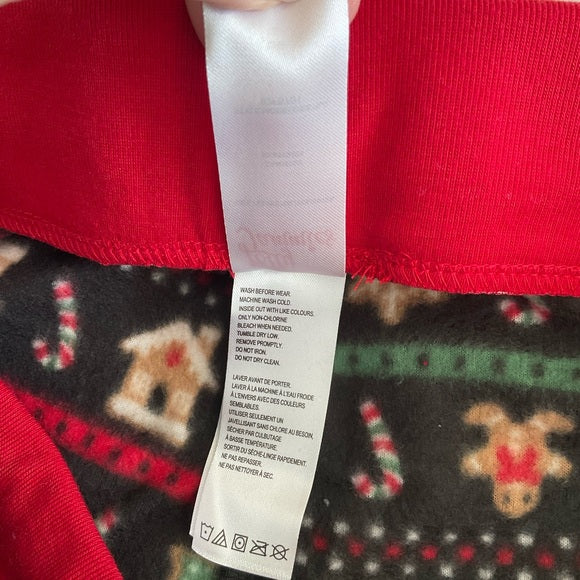 WASH BEFORE WEAR.
MACHINE WASH COLD.
INSIDE OUT WITH LIKE COLOURS.
ONLY NON-CHLORINE
BLEACH WHEN NEEDED.
TUMBLE DRY LOW.
REMOVE PROMPTLY.
DO NOT IRON.
DO NOT DRY CLEAN.
LAVER AVANT DE PORTER.
LAVER À LA MACHINE À L'EAU FROIDE
À L'ENVERS AVEC DES COULEURS
SEMBLABLES.
UTILISER SEULEMENT UN
JAVELLISANT SANS CHLORE AU BESOIN,
SÉCHER PAR CULBUTAGE
À BASSE TEMPÉRATURE.
SORTIR DU SÈCHE-LINGE RAPIDEMENT.
NE PAS REPASSER.
NE PAS NETTOYER À SEC.